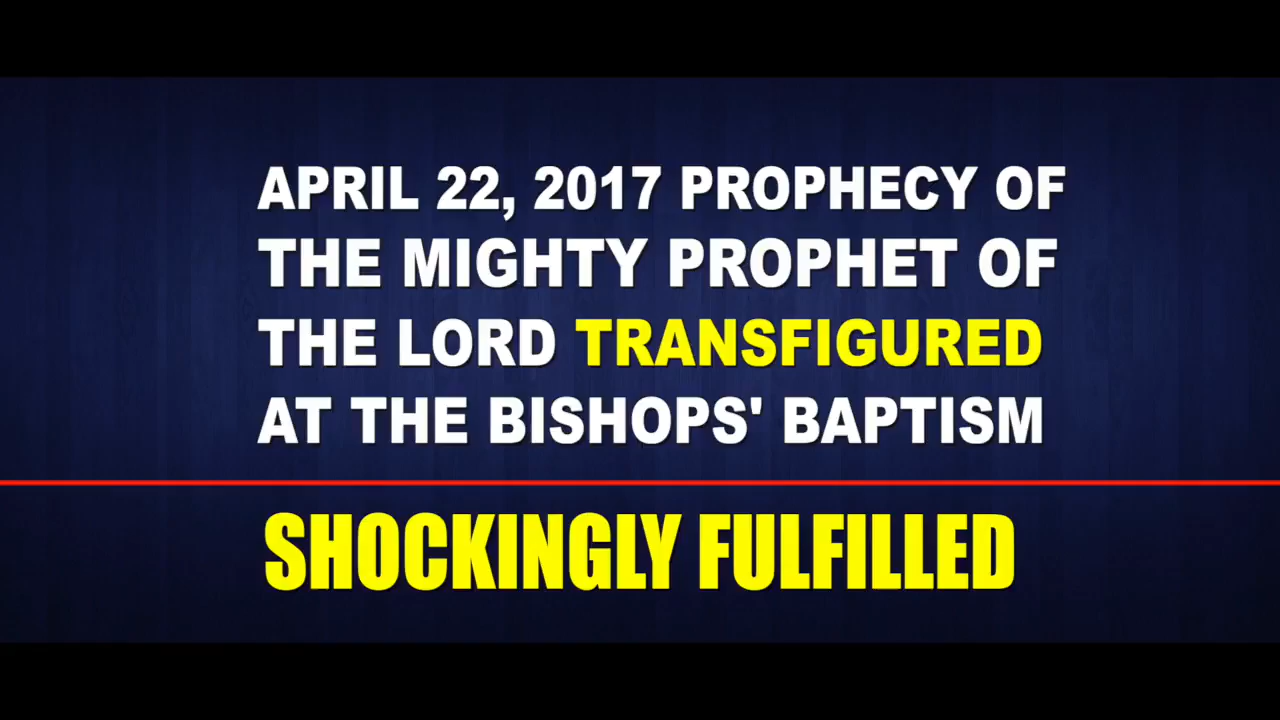 APRIL 22, 2017 PROPHECY OF
THE MIGHTY PROPHET OF
THE LORD TRANSFIGURED
AT THE BISHOPS' BAPTISM
SHOCKINGLY FULFILLED